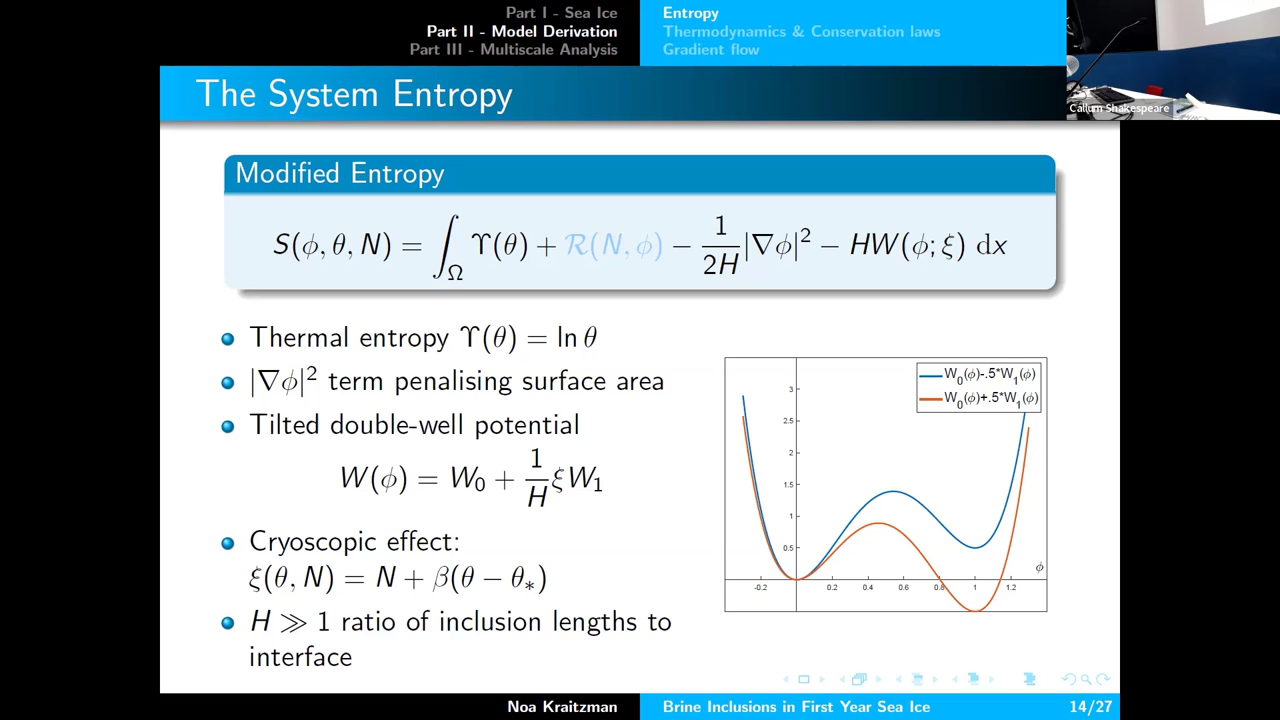 Part I - Sea Ice
Part II - Model Derivation
Part III - Multiscale Analysis
Entropy
Thermodynamics & Conservation laws
Gradient flow
Callum Shakespeare
The System Entropy
Modified Entropy
S(ϕ, θ, N) = ∫_Ω ϒ(θ) + ℛ(N, ϕ) − 1/2H |∇ϕ|² − HW(ϕ; ξ) dx
Thermal entropy ϒ(θ) = ln θ
|∇ϕ|² term penalising surface area
Tilted double-well potential
W(ϕ) = W₀ + 1/H ξW₁
Cryoscopic effect:
ξ(θ, N) = N + β(θ − θ∗)
H ≫ 1 ratio of inclusion lengths to
interface
W₀(ϕ)-.5*W₁(ϕ)
W₀(ϕ)+.5*W₁(ϕ)
3
2.5
2
1.5
1
0.5
ϕ
-0.2 0.2 0.4 0.6 0.8 1 1.2
Noa Kraitzman
Brine Inclusions in First Year Sea Ice
14/27